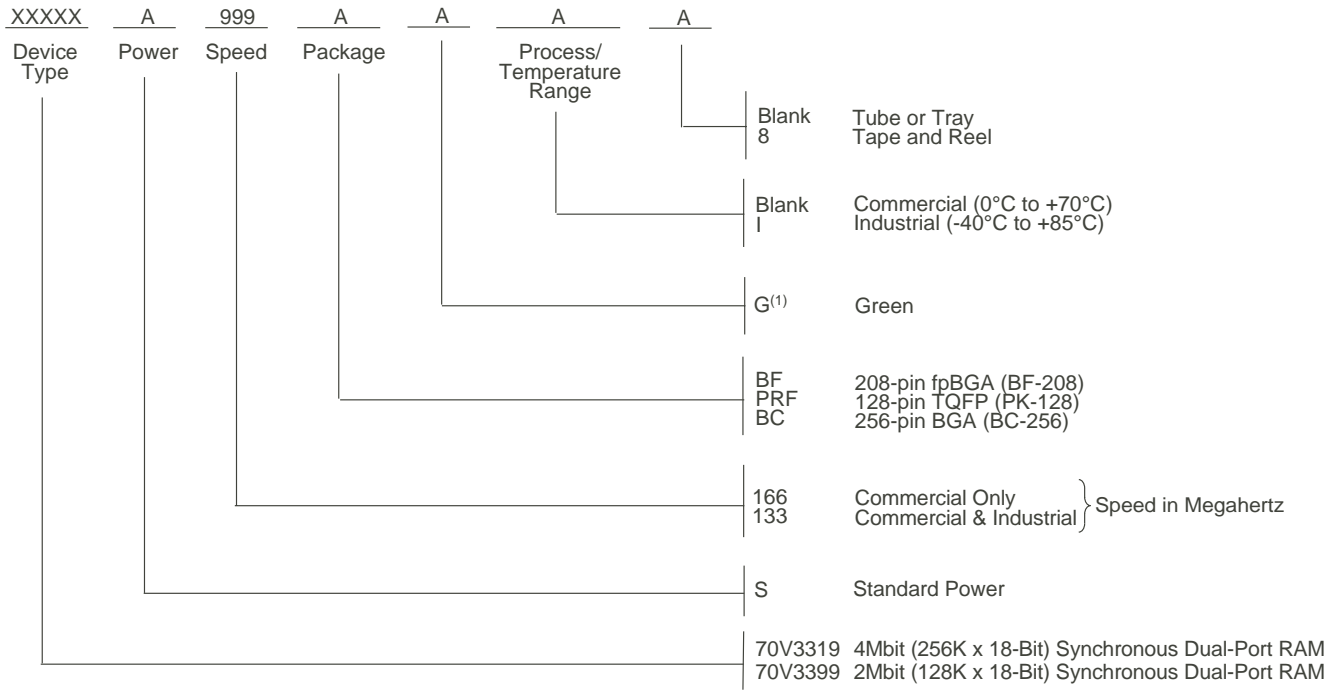 XXXXX A 999 A A A A
Device Type Power Speed Package Process/ Temperature Range
Blank Tube or Tray
8 Tape and Reel
Blank Commercial (0°C to +70°C)
I Industrial (-40°C to +85°C)
G(1) Green
BF 208-pin fpBGA (BF-208)
PRF 128-pin TQFP (PK-128)
BC 256-pin BGA (BC-256)
166 Commercial Only
133 Commercial & Industrial
Speed in Megahertz
S Standard Power
70V3319 4Mbit (256K x 18-Bit) Synchronous Dual-Port RAM
70V3399 2Mbit (128K x 18-Bit) Synchronous Dual-Port RAM